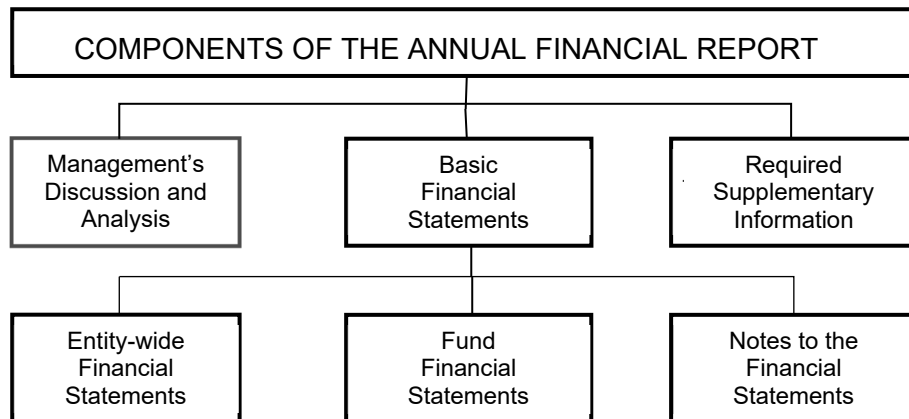 COMPONENTS OF THE ANNUAL FINANCIAL REPORT
Management’s
Discussion and
Analysis
Basic
Financial
Statements
Required
Supplementary
Information
Entity-wide
Financial
Statements
Fund
Financial
Statements
Notes to the
Financial
Statements